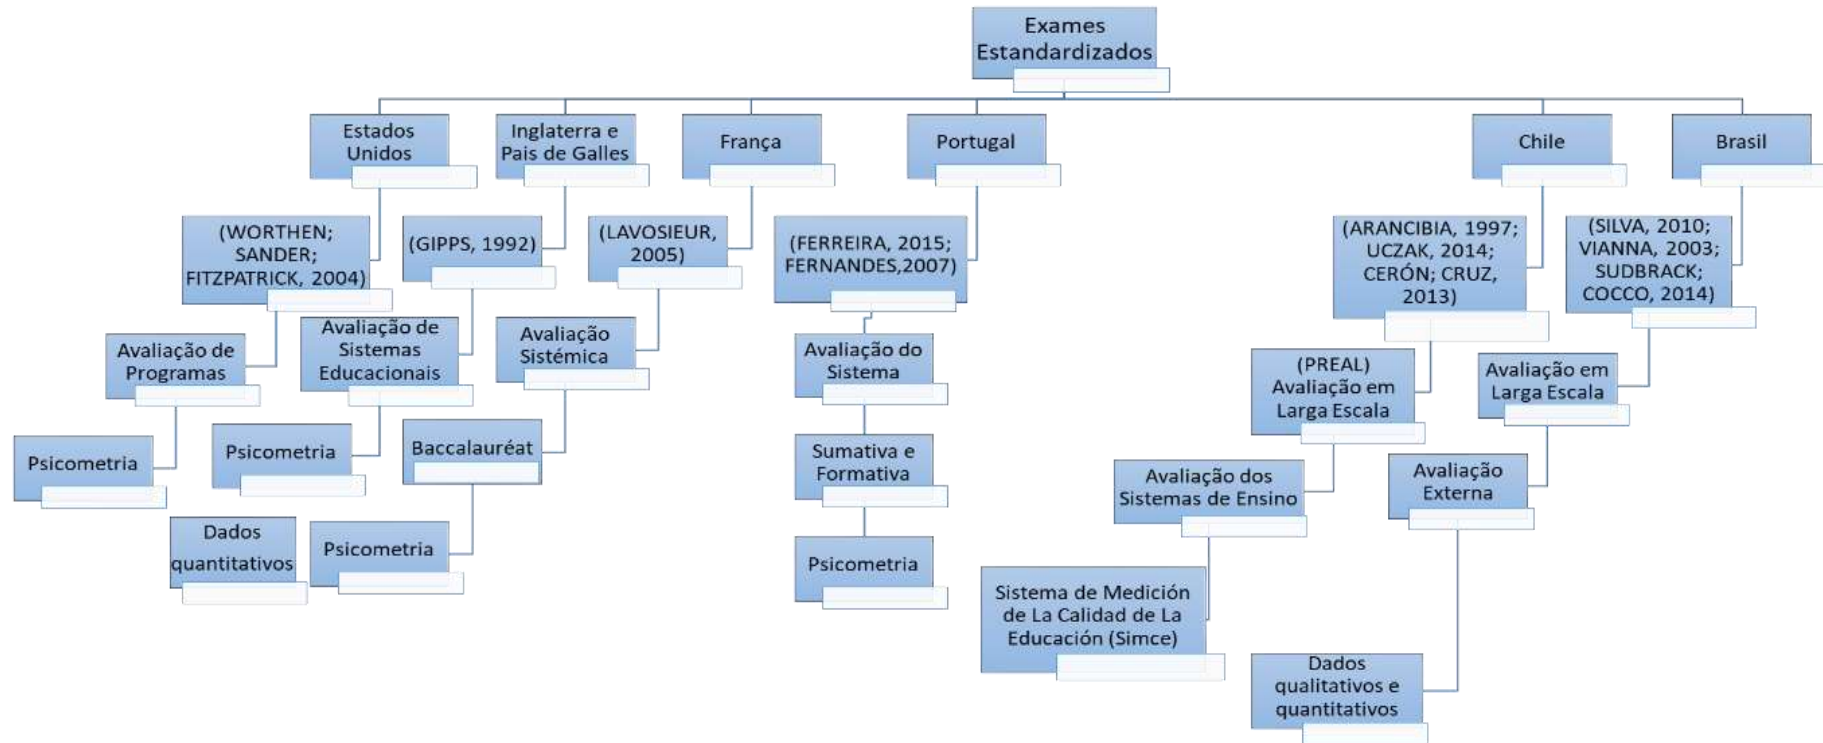 Exames
Estandardizados
Estados
Unidos
Inglaterra e
Pais de Galles
França
Portugal
Chile
Brasil
(WORTHEN;
SANDER;
FITZPATRICK, 2004)
(GIPPS, 1992)
(LAVOSIEUR,
2005)
(FERREIRA, 2015;
FERNANDES,2007)
(ARANCIBIA, 1997;
UCZAK, 2014;
CERÓN; CRUZ,
2013)
(SILVA, 2010;
VIANNA, 2003;
SUDBRACK;
COCCO, 2014)
Avaliação de
Programas
Avaliação de
Sistemas
Educacionais
Avaliação
Sistémica
Avaliação do
Sistema
(PREAL)
Avaliação em
Larga Escala
Avaliação em
Larga Escala
Psicometria
Psicometria
Baccalauréat
Sumativa e
Formativa
Avaliação dos
Sistemas de Ensino
Avaliação
Externa
Dados
quantitativos
Psicometria
Psicometria
Sistema de Medición
de La Calidad de La
Educación (Simce)
Dados
qualitativos e
quantitativos